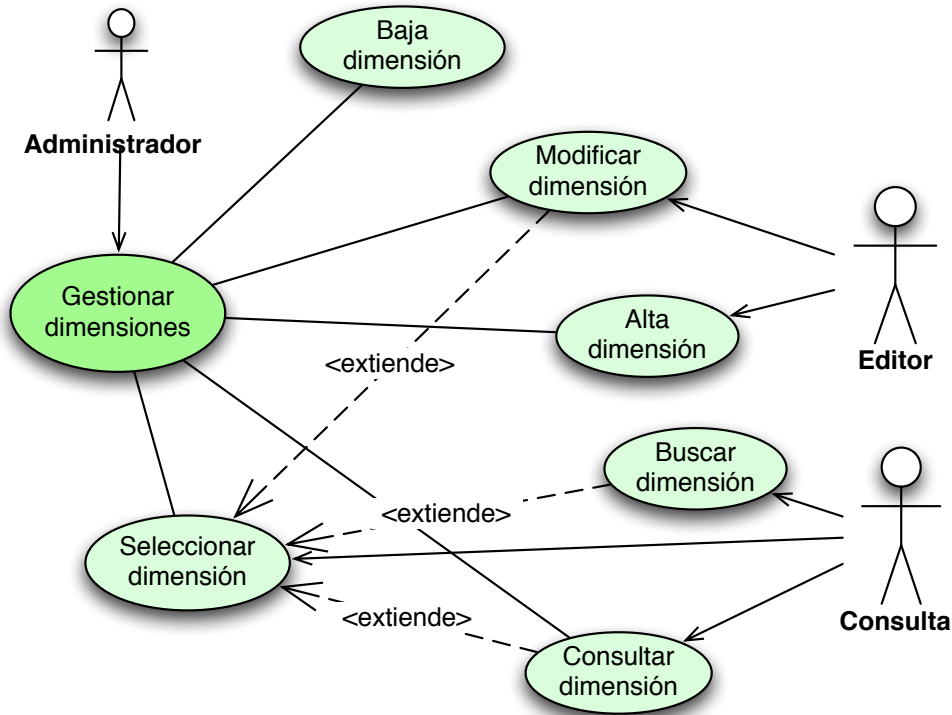 Baja
dimensión
Administrador
Modificar
dimensión
Gestionar
dimensiones
Alta
dimensión
Editor
<extiende>
Buscar
dimensión
<extiende>
Seleccionar
dimensión
<extiende>
Consulta
Consultar
dimensión